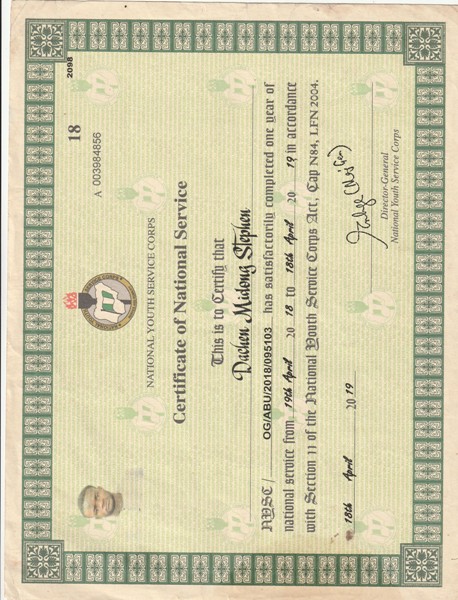 2098
18
A 003984856
NATIONAL YOUTH SERVICE CORPS
Certificate of National Service
This is to Certify that
Dachen Midong Stephen
NYSC / OG/ABU/2018/095103 has satisfactorily completed one year of
national service from 19th April 20 18 to 18th April 20 19 in accordance
with Section 11 of the National Youth Service Corps Act, Cap N84, LFN 2004.
18th April 2019
Director-General
National Youth Service Corps